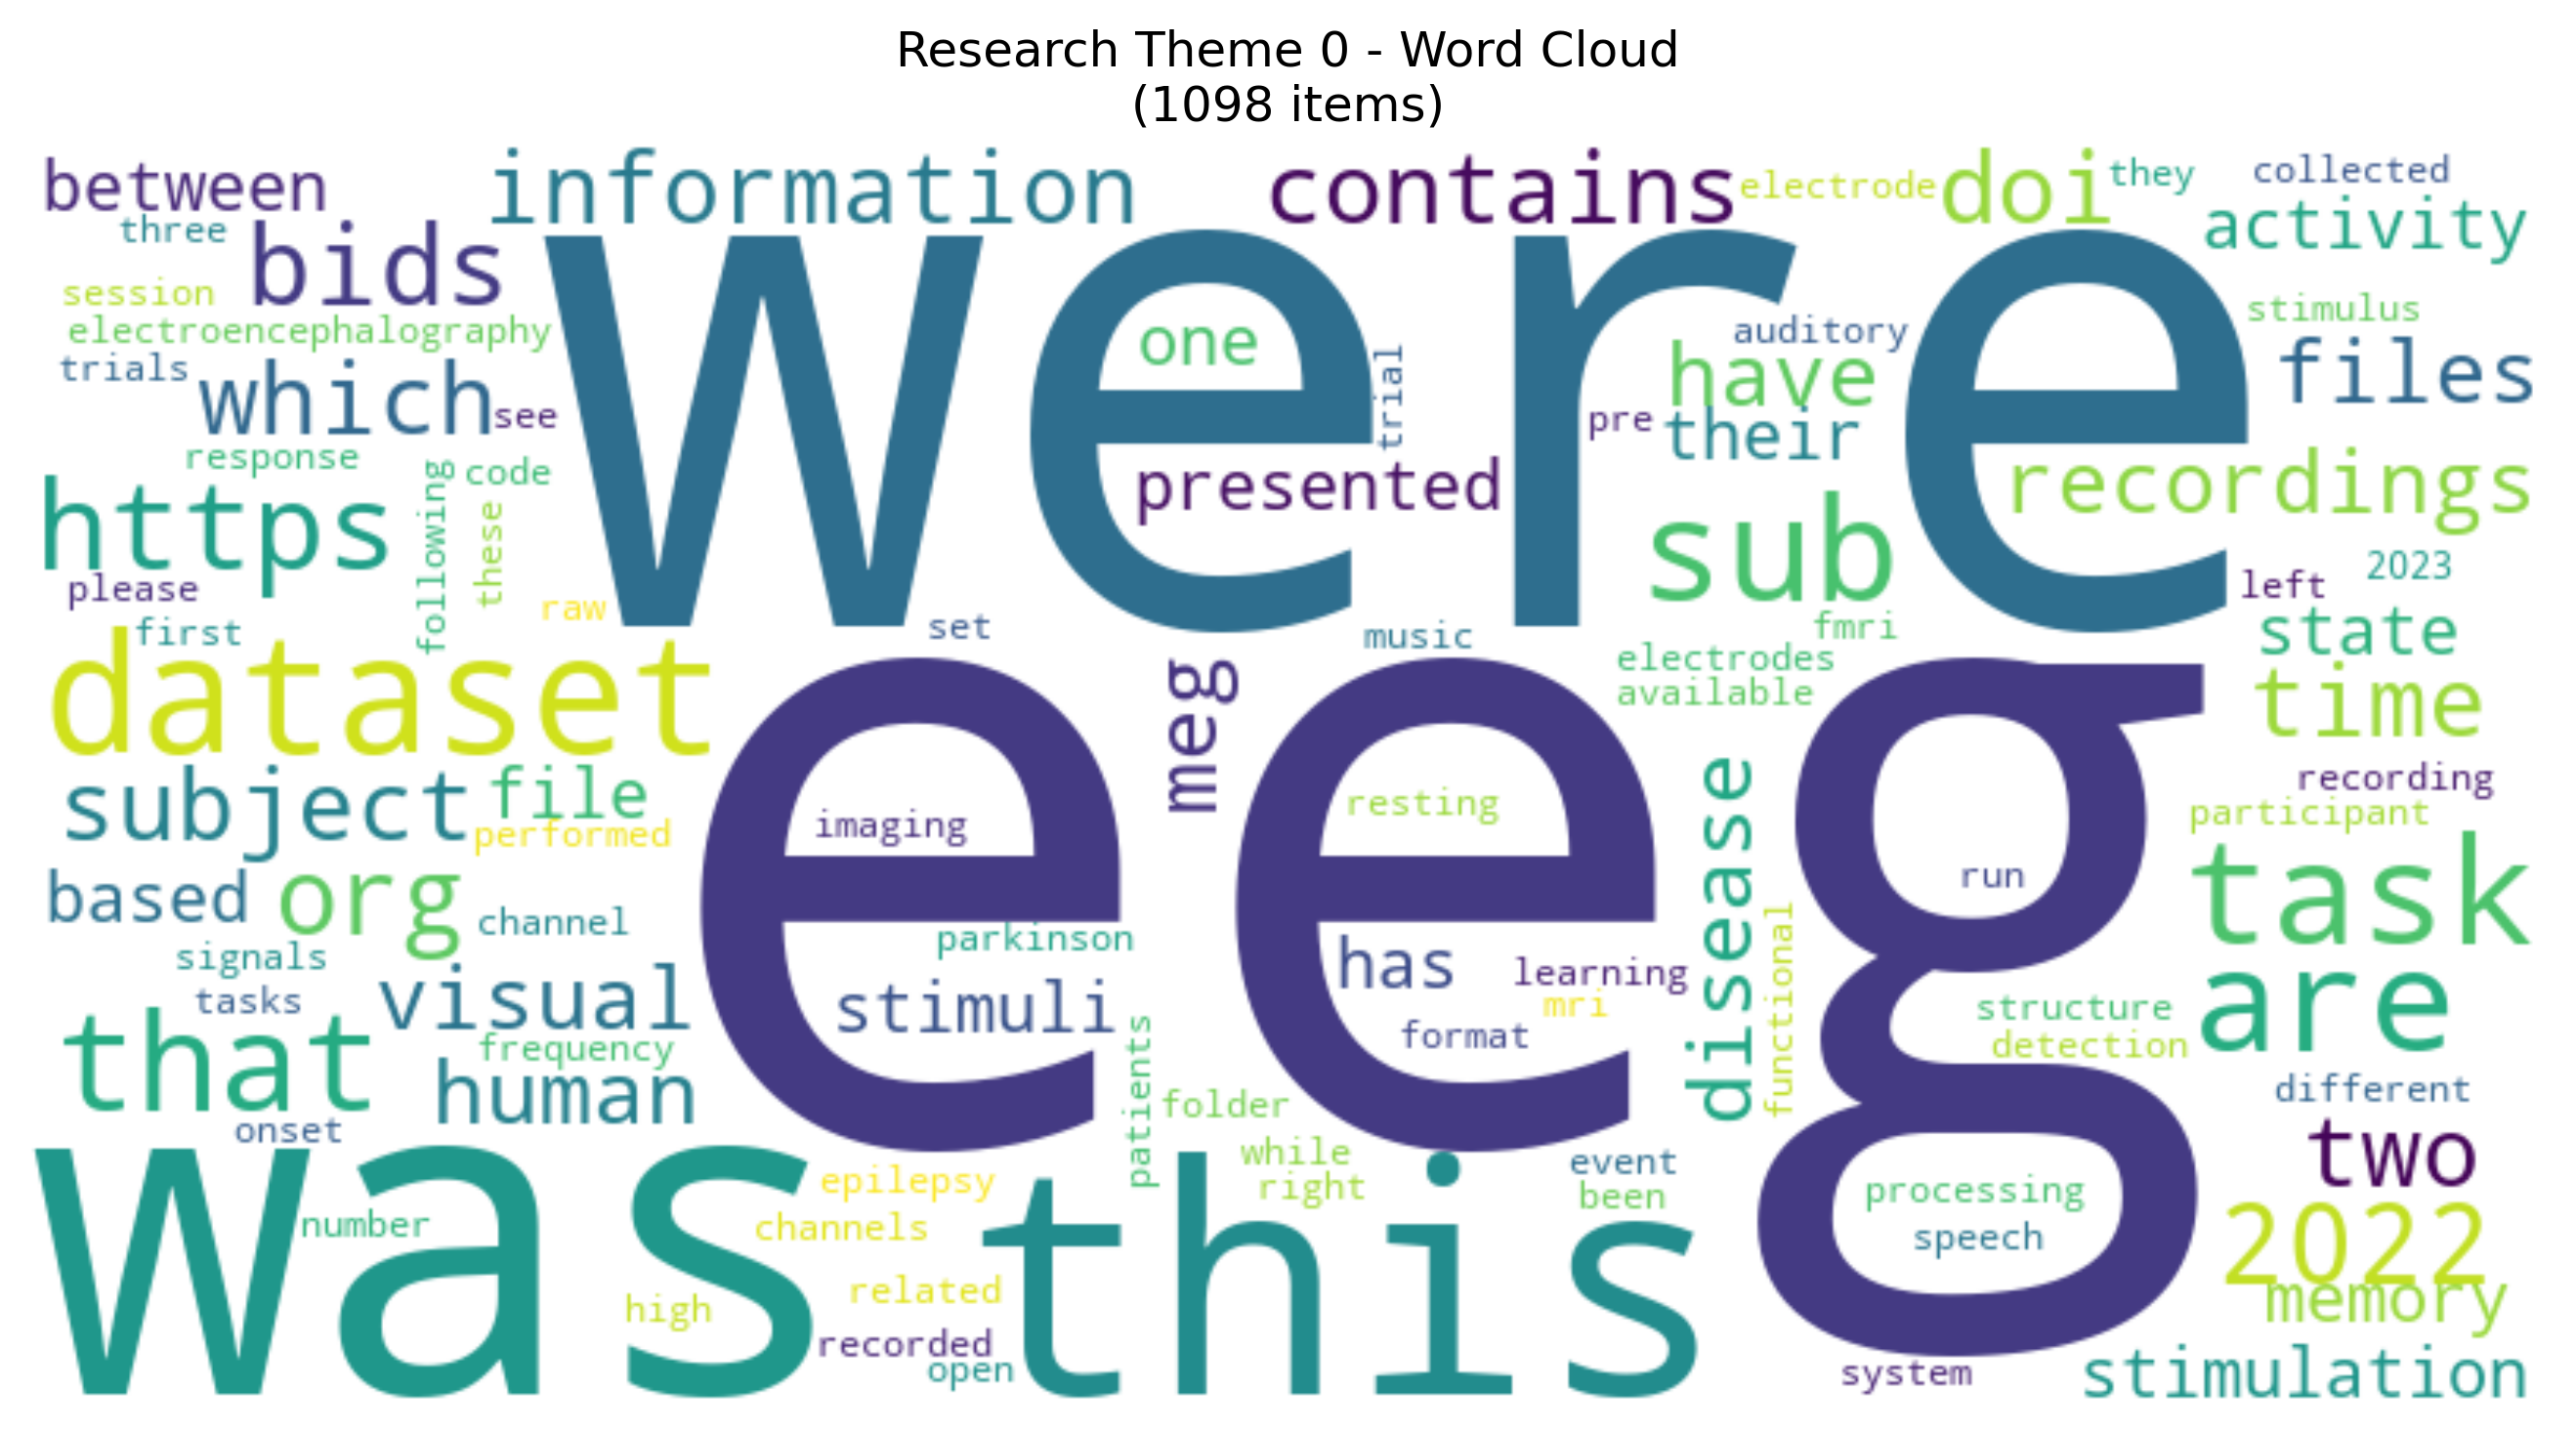 Research Theme 0 - Word Cloud
(1098 items)
between
information
contains
electrode
doi
they
collected
three
bids
activity
session
were
stimulus
electroencephalography
one
auditory
trials
which
see
trial
have
files
pre
their
response
code
presented
recordings
https
following
these
sub
please
left
2023
first
raw
set
music
fmri
state
dataset
meg
electrodes
available
time
eeg
subject
file
performed
imaging
resting
disease
recording
participant
based
org
channel
run
task
signals
parkinson
has
learning
functional
tasks
visual
stimuli
mri
format
structure
detection
are
that
frequency
human
patients
folder
different
onset
was
this
while
right
event
been
two
number
epilepsy
channels
processing
speech
2022
high
related
memory
recorded
open
system
stimulation